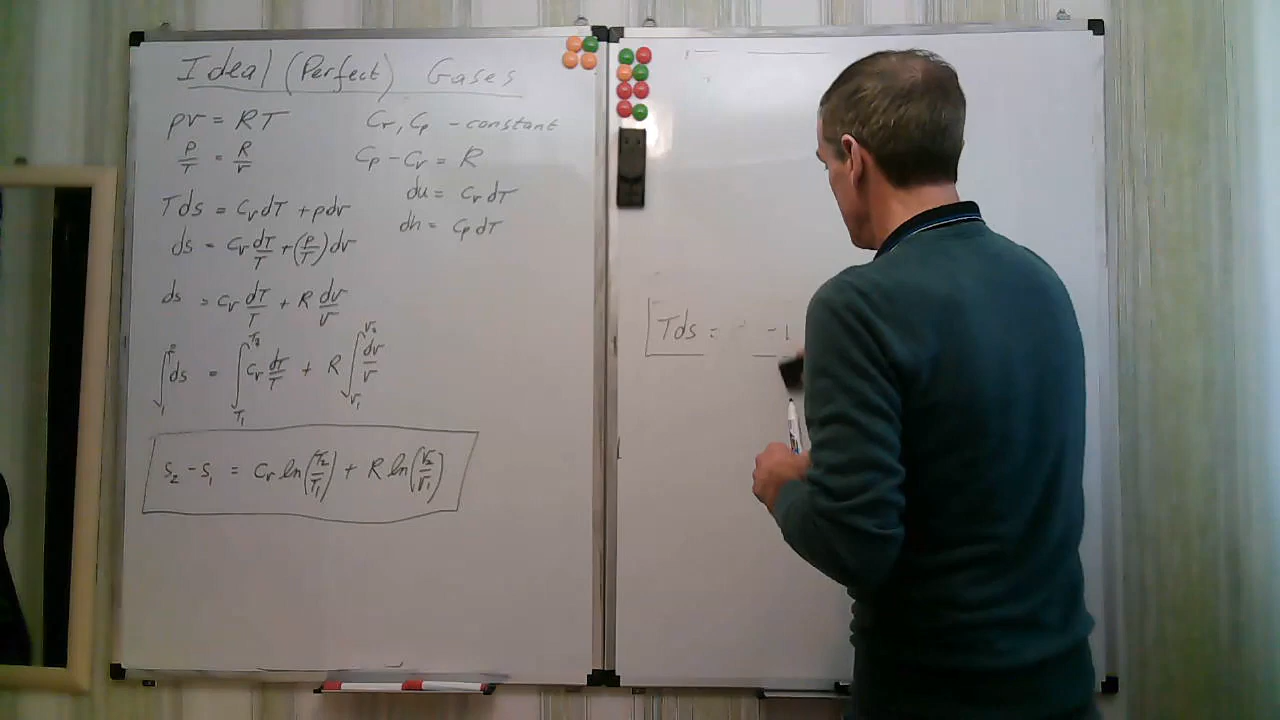 Ideal (Perfect) Gases
pv = RT
Cv, Cp - constant
P/T = R/v
Cp - Cv = R
du = Cv dT
Tds = Cv dT + pdv
dh = Cp dT
ds = Cv dT/T + (P/T) dv
ds = Cv dT/T + R dv/v
∫₁² ds = ∫_T₁^T₂ Cv dT/T + R ∫_v₁^v₂ dv/v
S₂ - S₁ = Cv ln(T₂/T₁) + R ln(v₂/v₁)
Tds =